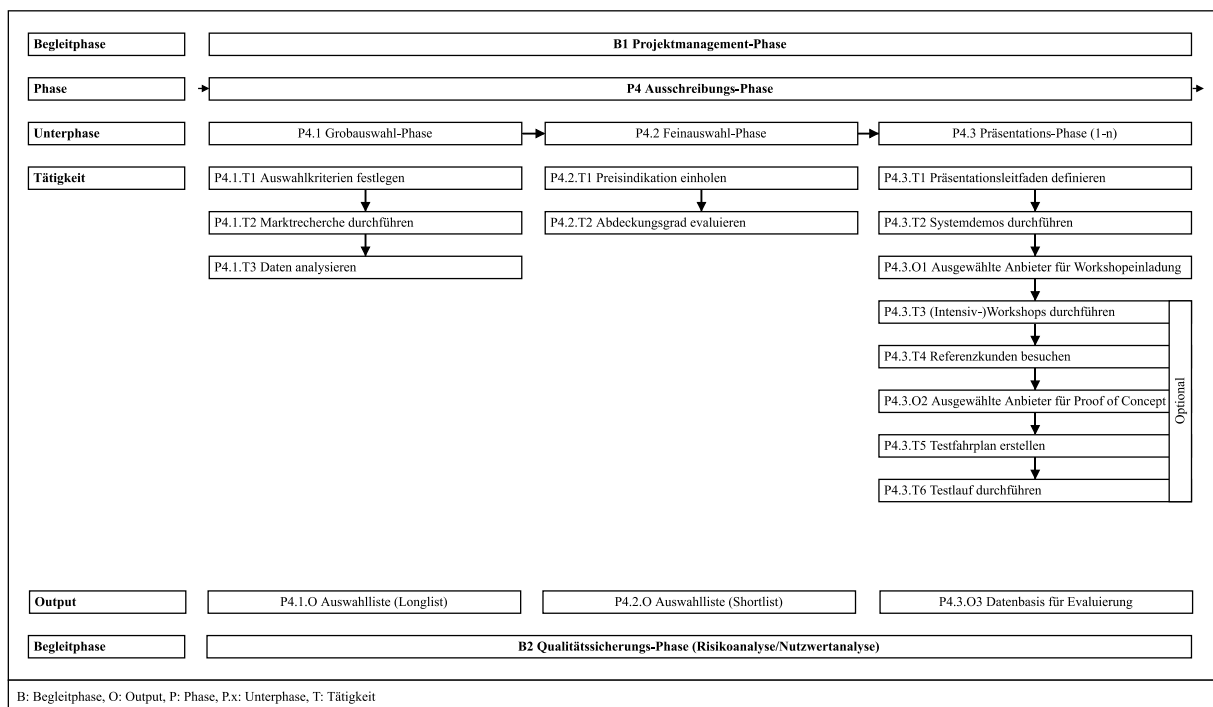 Begleitphase
B1 Projektmanagement-Phase
Phase
P4 Ausschreibungs-Phase
Unterphase
P4.1 Grobauswahl-Phase
P4.2 Feinauswahl-Phase
P4.3 Präsentations-Phase (1-n)
Tätigkeit
P4.1.T1 Auswahlkriterien festlegen
P4.2.T1 Preisindikation einholen
P4.3.T1 Präsentationsleitfaden definieren
P4.1.T2 Marktrecherche durchführen
P4.2.T2 Abdeckungsgrad evaluieren
P4.3.T2 Systemdemos durchführen
P4.1.T3 Daten analysieren
P4.3.O1 Ausgewählte Anbieter für Workshopeinladung
P4.3.T3 (Intensiv-)Workshops durchführen
P4.3.T4 Referenzkunden besuchen
P4.3.O2 Ausgewählte Anbieter für Proof of Concept
P4.3.T5 Testfahrplan erstellen
P4.3.T6 Testlauf durchführen
Optional
Output
P4.1.O Auswahlliste (Longlist)
P4.2.O Auswahlliste (Shortlist)
P4.3.O3 Datenbasis für Evaluierung
Begleitphase
B2 Qualitätssicherungs-Phase (Risikoanalyse/Nutzwertanalyse)
B: Begleitphase, O: Output, P: Phase, P.x: Unterphase, T: Tätigkeit